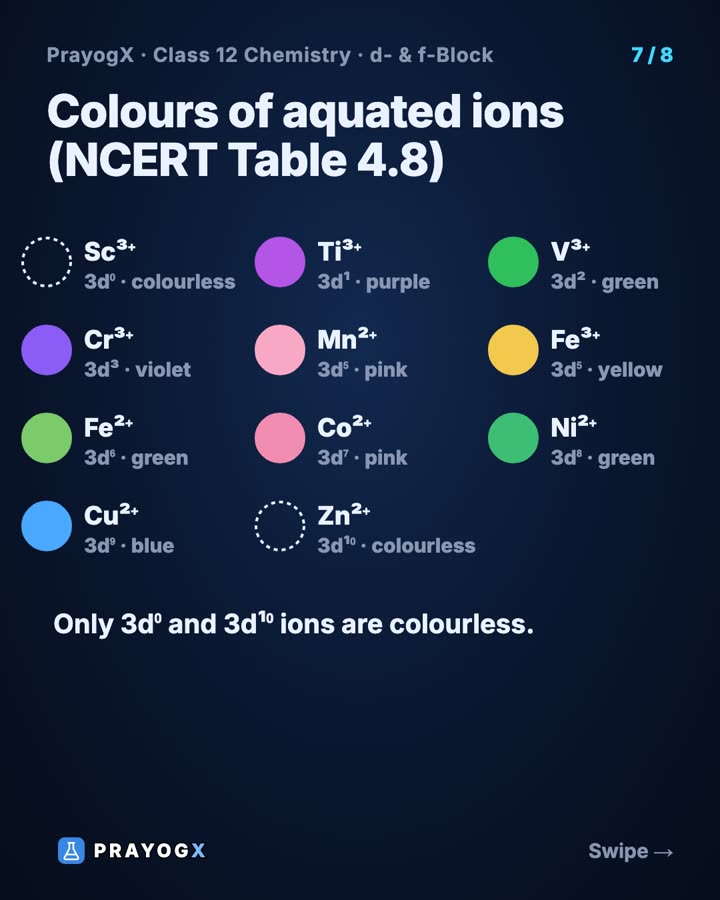 PrayogX · Class 12 Chemistry · d- & f-Block
7 / 8
Colours of aquated ions
(NCERT Table 4.8)
Sc³⁺
3d⁰ · colourless
Ti³⁺
3d¹ · purple
V³⁺
3d² · green
Cr³⁺
3d³ · violet
Mn²⁺
3d⁵ · pink
Fe³⁺
3d⁵ · yellow
Fe²⁺
3d⁶ · green
Co²⁺
3d⁷ · pink
Ni²⁺
3d⁸ · green
Cu²⁺
3d⁹ · blue
Zn²⁺
3d¹⁰ · colourless
Only 3d⁰ and 3d¹⁰ ions are colourless.
PRAYOGX
Swipe →